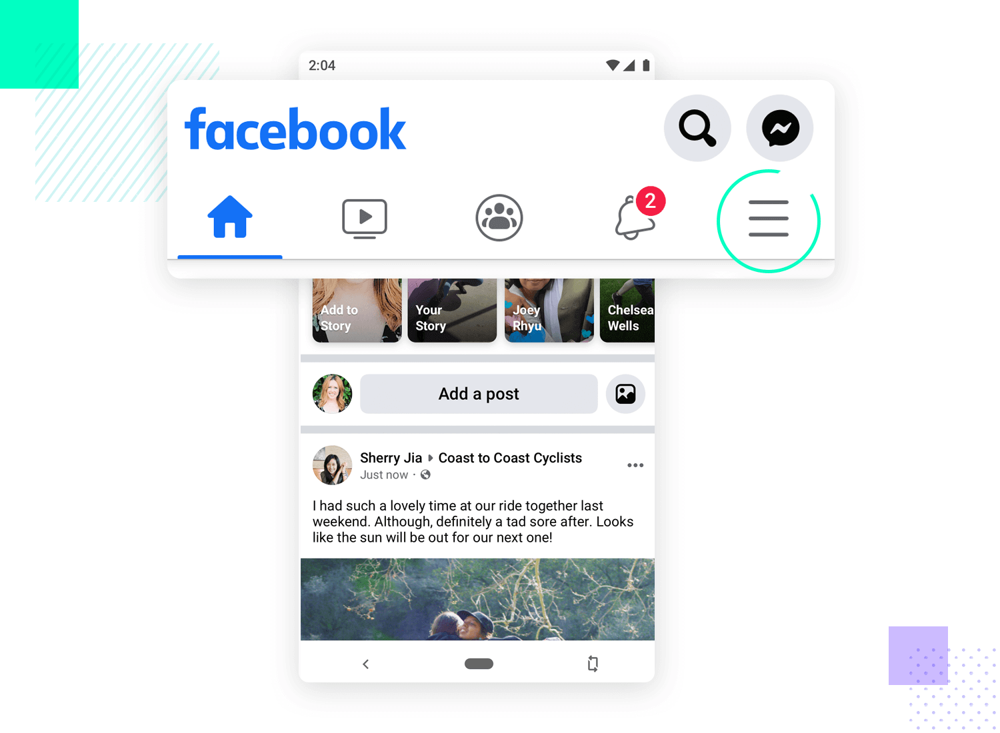 2:04
facebook
2
Add to
Story
Your
Story
Joey
Rhyu
Chelsea
Wells
Add a post
Sherry Jia Coast to Coast Cyclists
Just now ·
I had such a lovely time at our ride together last
weekend. Although, definitely a tad sore after. Looks
like the sun will be out for our next one!